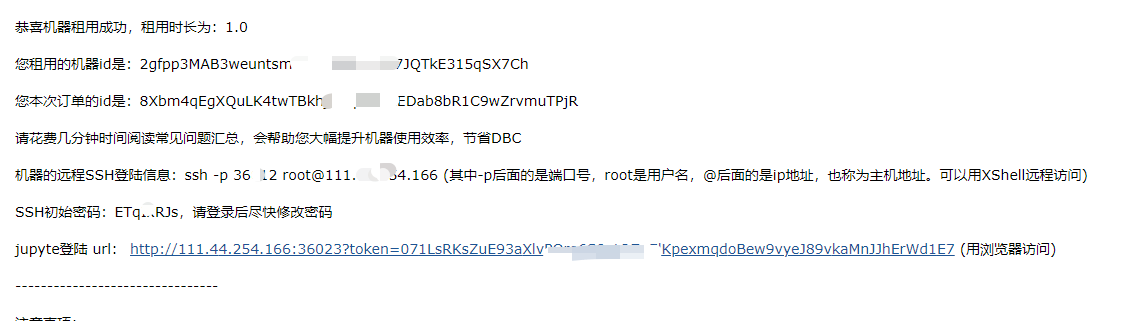 恭喜机器租用成功，租用时长为：1.0
您租用的机器id是：2gfpp3MAB3weuntsm 7JQTkE315qSX7Ch
您本次订单的id是：8Xbm4qEgXQuLK4twTBkh EDab8bR1C9wZrvmuTPjR
请花费几分钟时间阅读常见问题汇总，会帮助您大幅提升机器使用效率，节省DBC
机器的远程SSH登陆信息：ssh -p 36 12 root@111. 54.166 (其中-p后面的是端口号，root是用户名，@后面的是ip地址，也称为主机地址。可以用XShell远程访问)
SSH初始密码：ETq RJs，请登录后尽快修改密码
jupyte登陆 url： http://111.44.254.166:36023?token=071LsRKsZuE93aXlv KpexmqdoBew9vyeJ89vkaMnJJhErWd1E7 (用浏览器访问)
--------------------------------